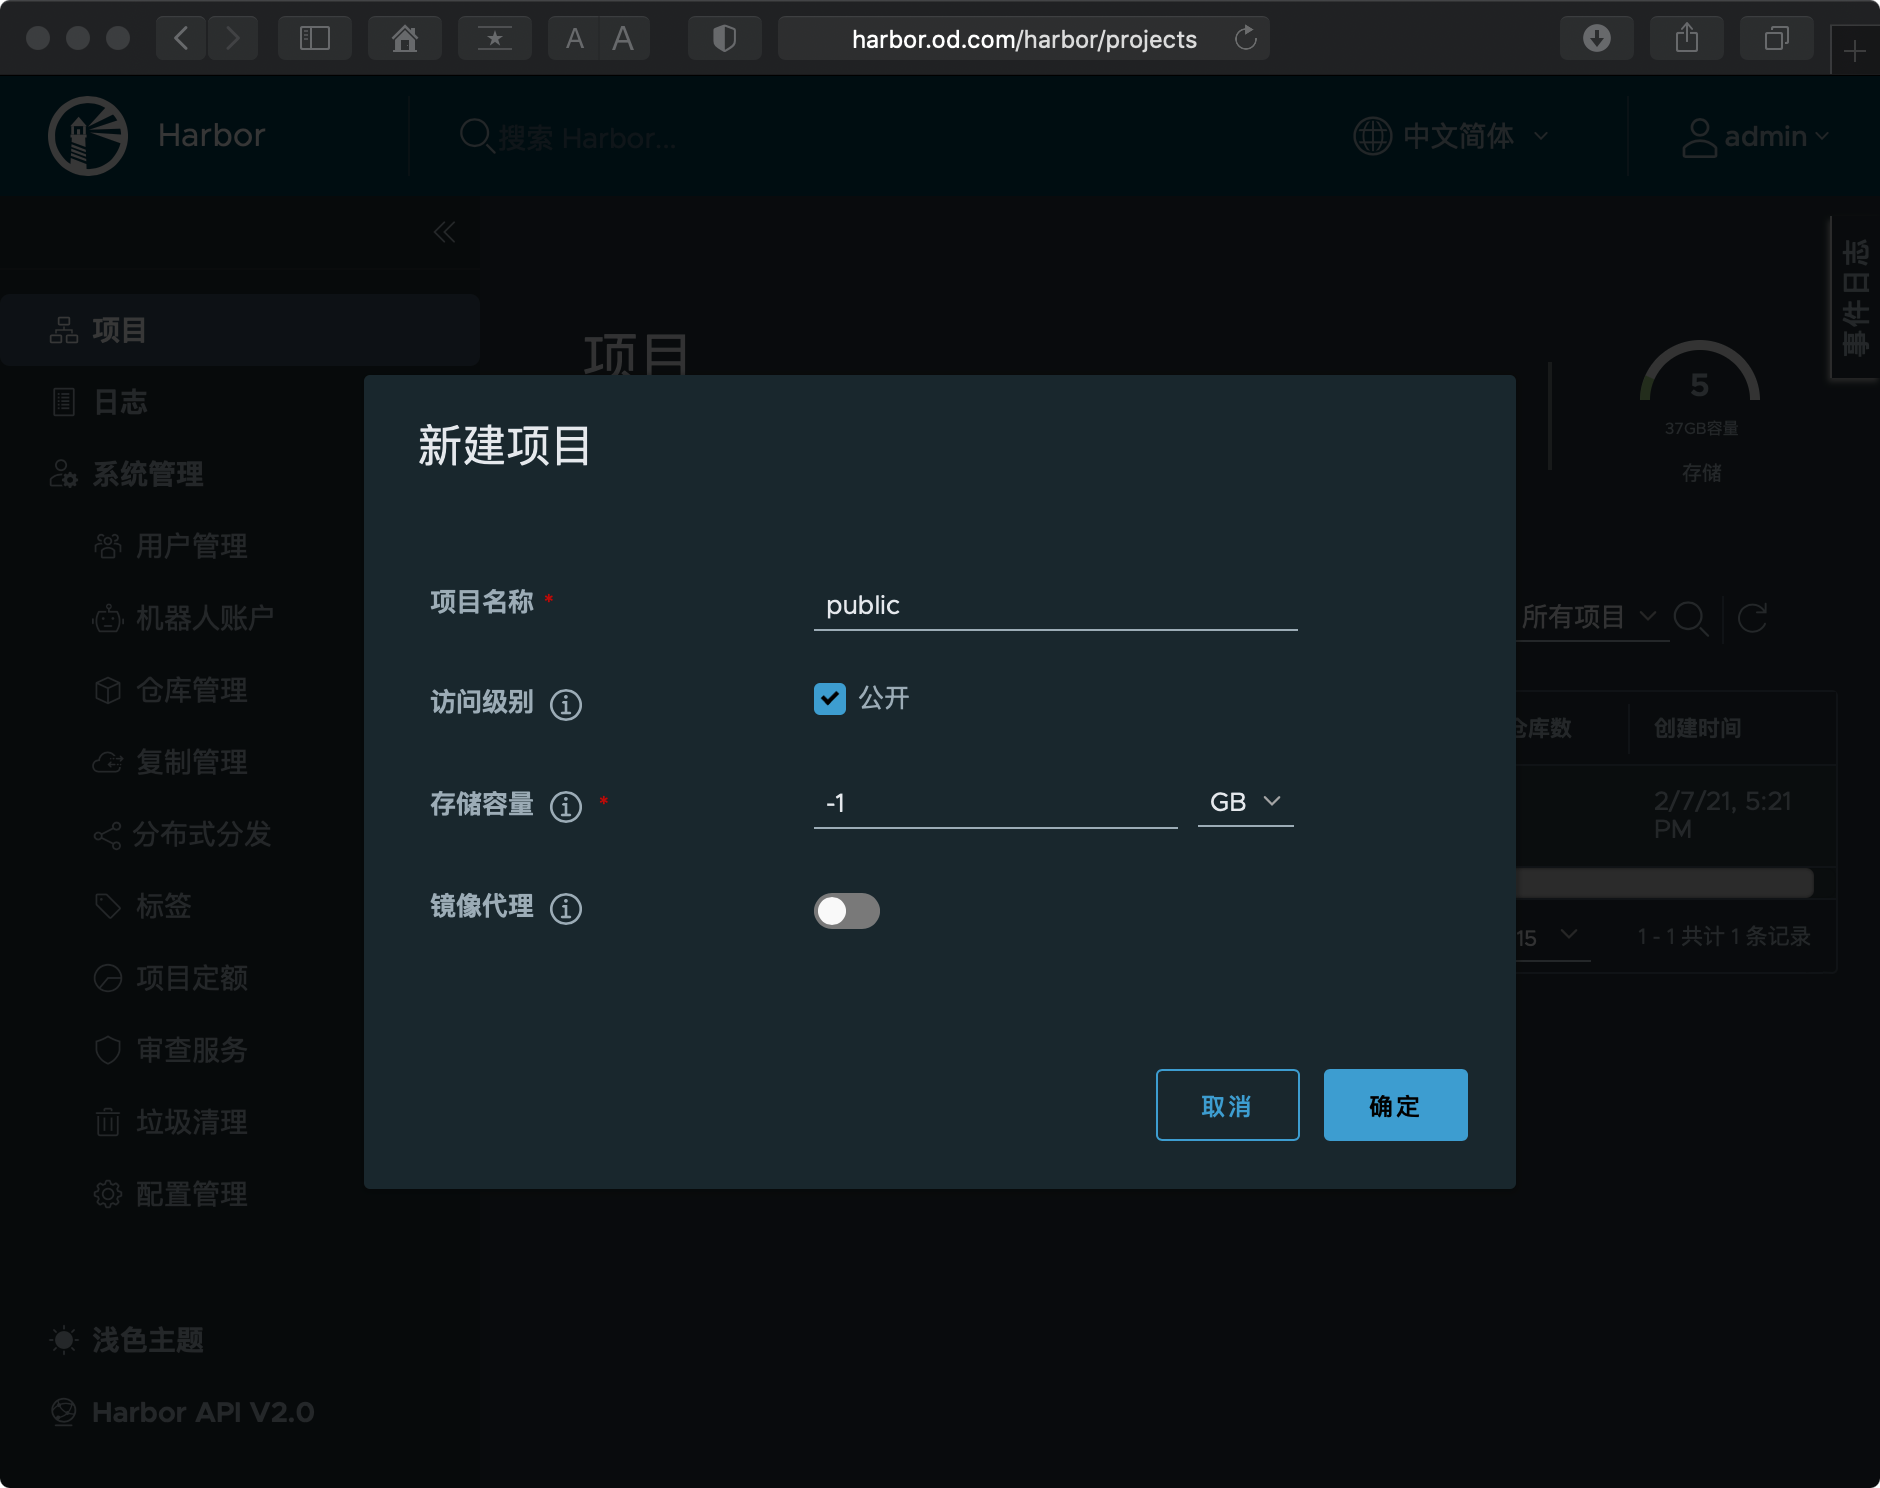 A A
harbor.od.com/harbor/projects
Harbor
搜索 Harbor...
中文简体
admin
事件日志
项目
日志
系统管理
用户管理
机器人账户
仓库管理
复制管理
分布式分发
标签
项目定额
审查服务
垃圾清理
配置管理
浅色主题
Harbor API V2.0
项目
5
37GB容量
存储
所有项目
仓库数 创建时间
2/7/21, 5:21
PM
15 1 - 1 共计 1 条记录
新建项目
项目名称 * public
访问级别 公开
存储容量 * -1 GB
镜像代理
取消 确定